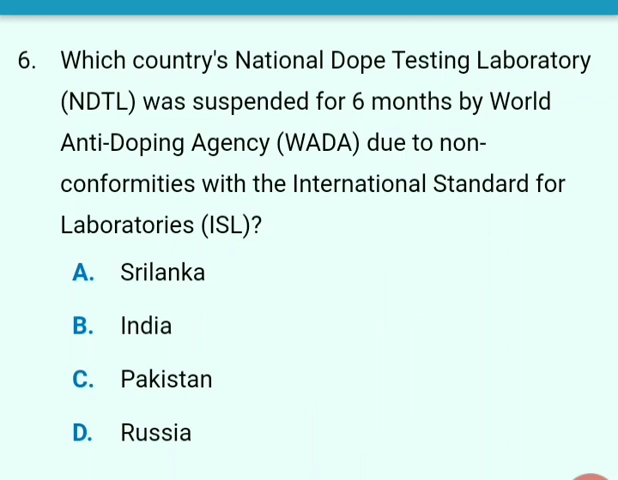 6. Which country's National Dope Testing Laboratory
(NDTL) was suspended for 6 months by World
Anti-Doping Agency (WADA) due to non-
conformities with the International Standard for
Laboratories (ISL)?
A. Srilanka
B. India
C. Pakistan
D. Russia